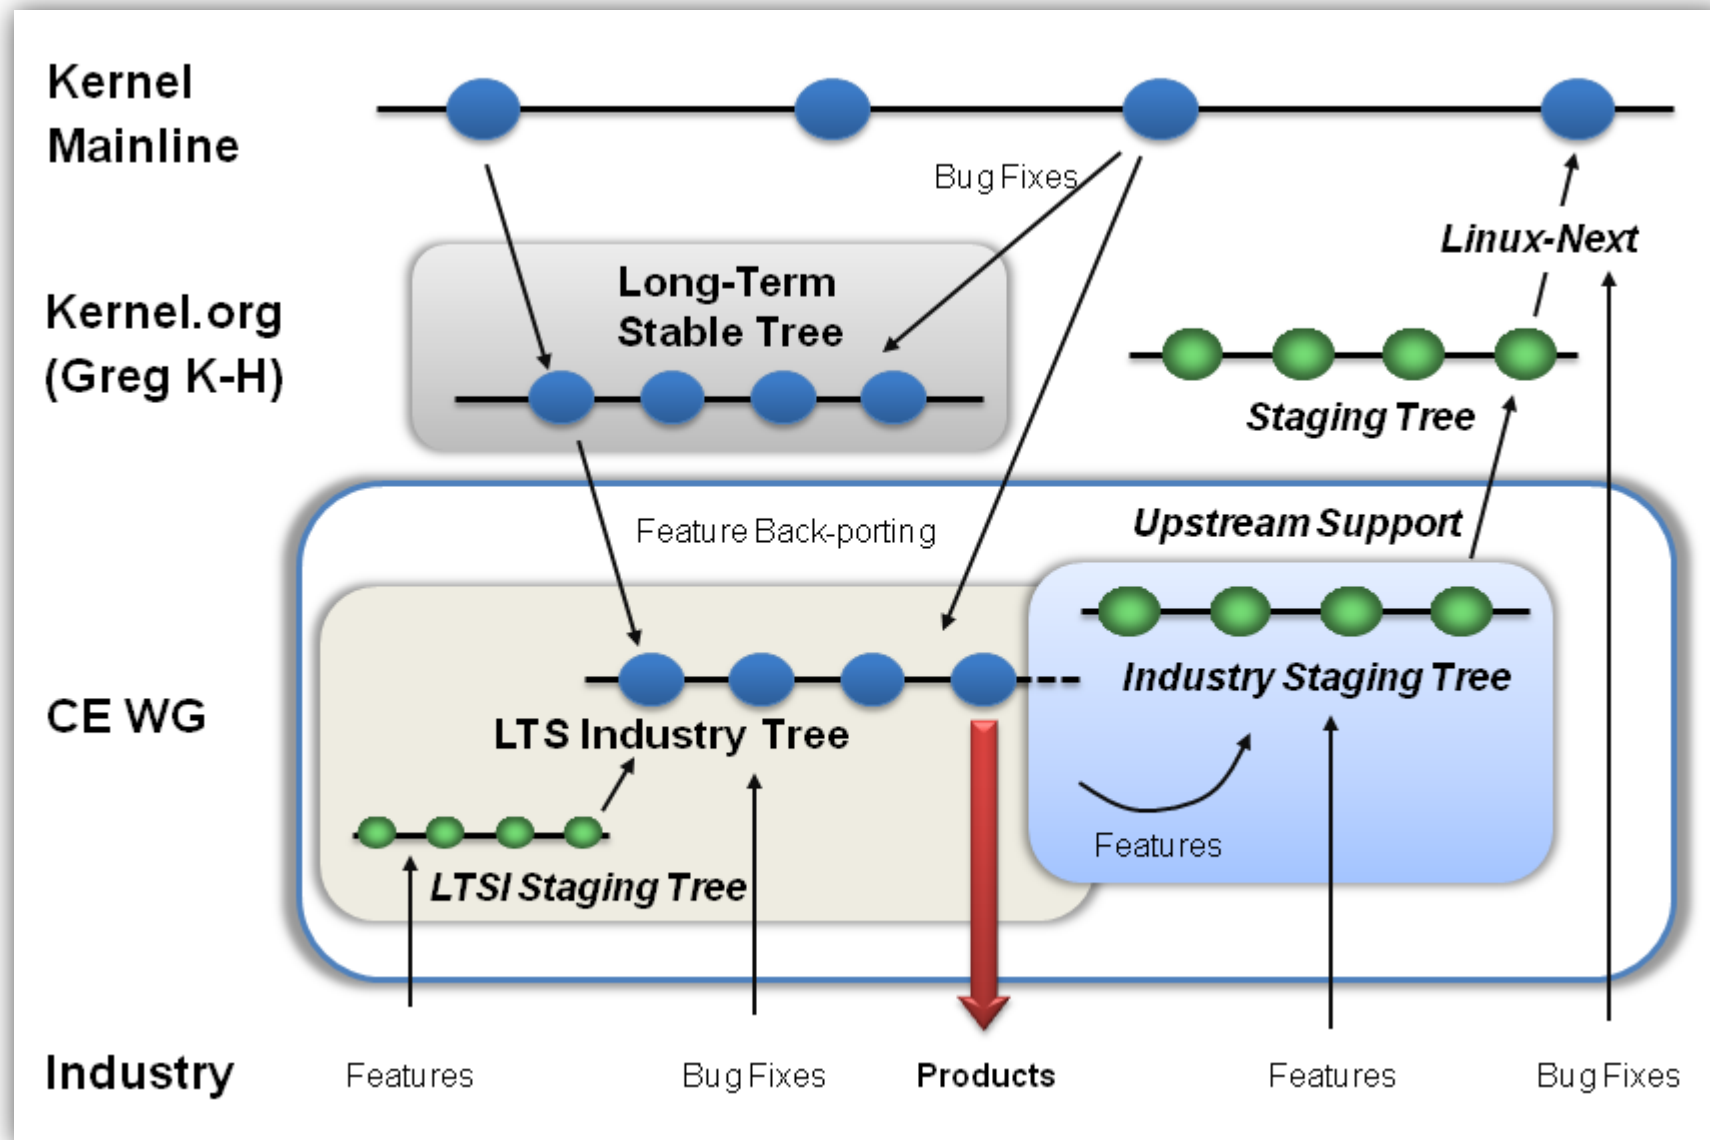 Kernel
Mainline
Bug Fixes
Linux-Next
Long-Term
Stable Tree
Kernel.org
(Greg K-H)
Staging Tree
Upstream Support
Feature Back-porting
Industry Staging Tree
CE WG
LTS Industry Tree
Features
LTSI Staging Tree
Industry
Features
Bug Fixes
Products
Features
Bug Fixes